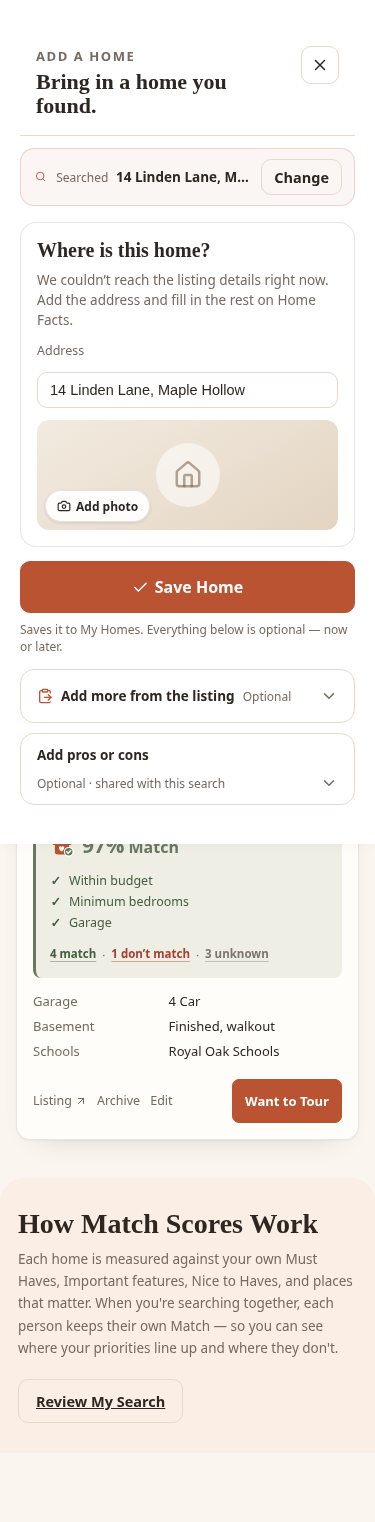 ADD A HOME
Bring in a home you
found.
Searched 14 Linden Lane, M... Change
Where is this home?
We couldn’t reach the listing details right now.
Add the address and fill in the rest on Home
Facts.
Address
14 Linden Lane, Maple Hollow
Add photo
Save Home
Saves it to My Homes. Everything below is optional — now
or later.
Add more from the listing Optional
Add pros or cons
Optional · shared with this search
97% Match
✓ Within budget
✓ Minimum bedrooms
✓ Garage
4 match · 1 don’t match · 3 unknown
Garage 4 Car
Basement Finished, walkout
Schools Royal Oak Schools
Listing ↗ Archive Edit Want to Tour
How Match Scores Work
Each home is measured against your own Must
Haves, Important features, Nice to Haves, and places
that matter. When you're searching together, each
person keeps their own Match — so you can see
where your priorities line up and where they don't.
Review My Search